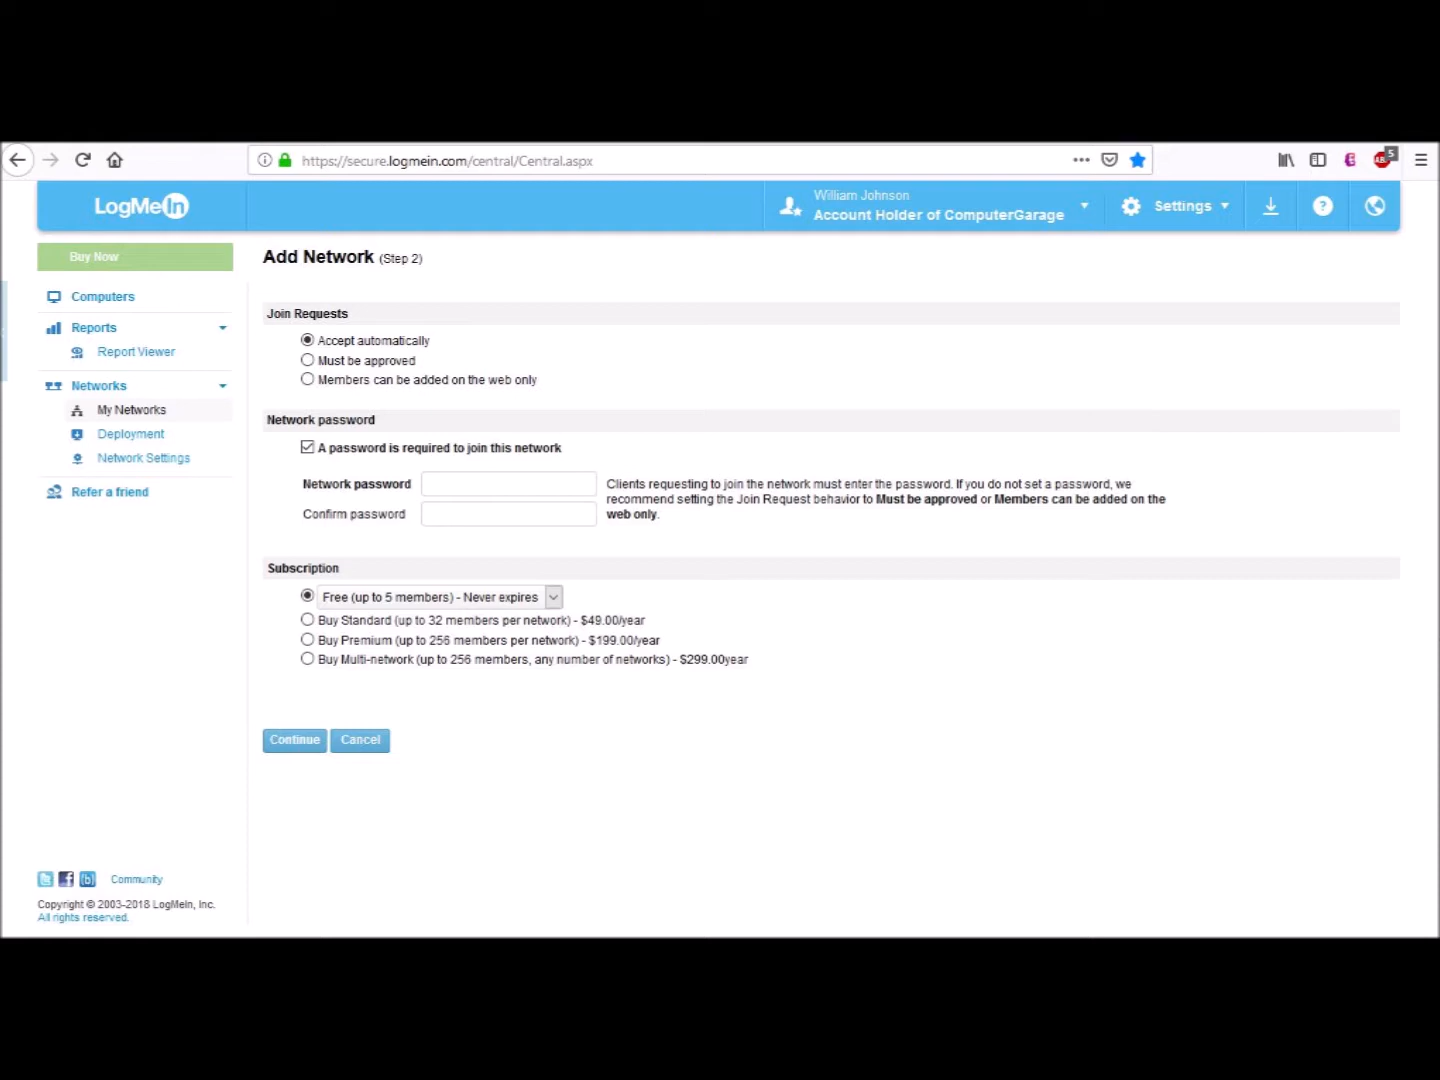 https://secure.logmein.com/central/Central.aspx
5
LogMeIn
William Johnson
Account Holder of ComputerGarage
Settings
?
Buy Now
Computers
Reports
Report Viewer
Networks
My Networks
Deployment
Network Settings
Refer a friend
Add Network (Step 2)
Join Requests
Accept automatically
Must be approved
Members can be added on the web only
Network password
A password is required to join this network
Network password
Confirm password
Clients requesting to join the network must enter the password. If you do not set a password, we
recommend setting the Join Request behavior to Must be approved or Members can be added on the
web only.
Subscription
Free (up to 5 members) - Never expires
Buy Standard (up to 32 members per network) - $49.00/year
Buy Premium (up to 256 members per network) - $199.00/year
Buy Multi-network (up to 256 members, any number of networks) - $299.00year
Continue
Cancel
Community
Copyright © 2003-2018 LogMeIn, Inc.
All rights reserved.